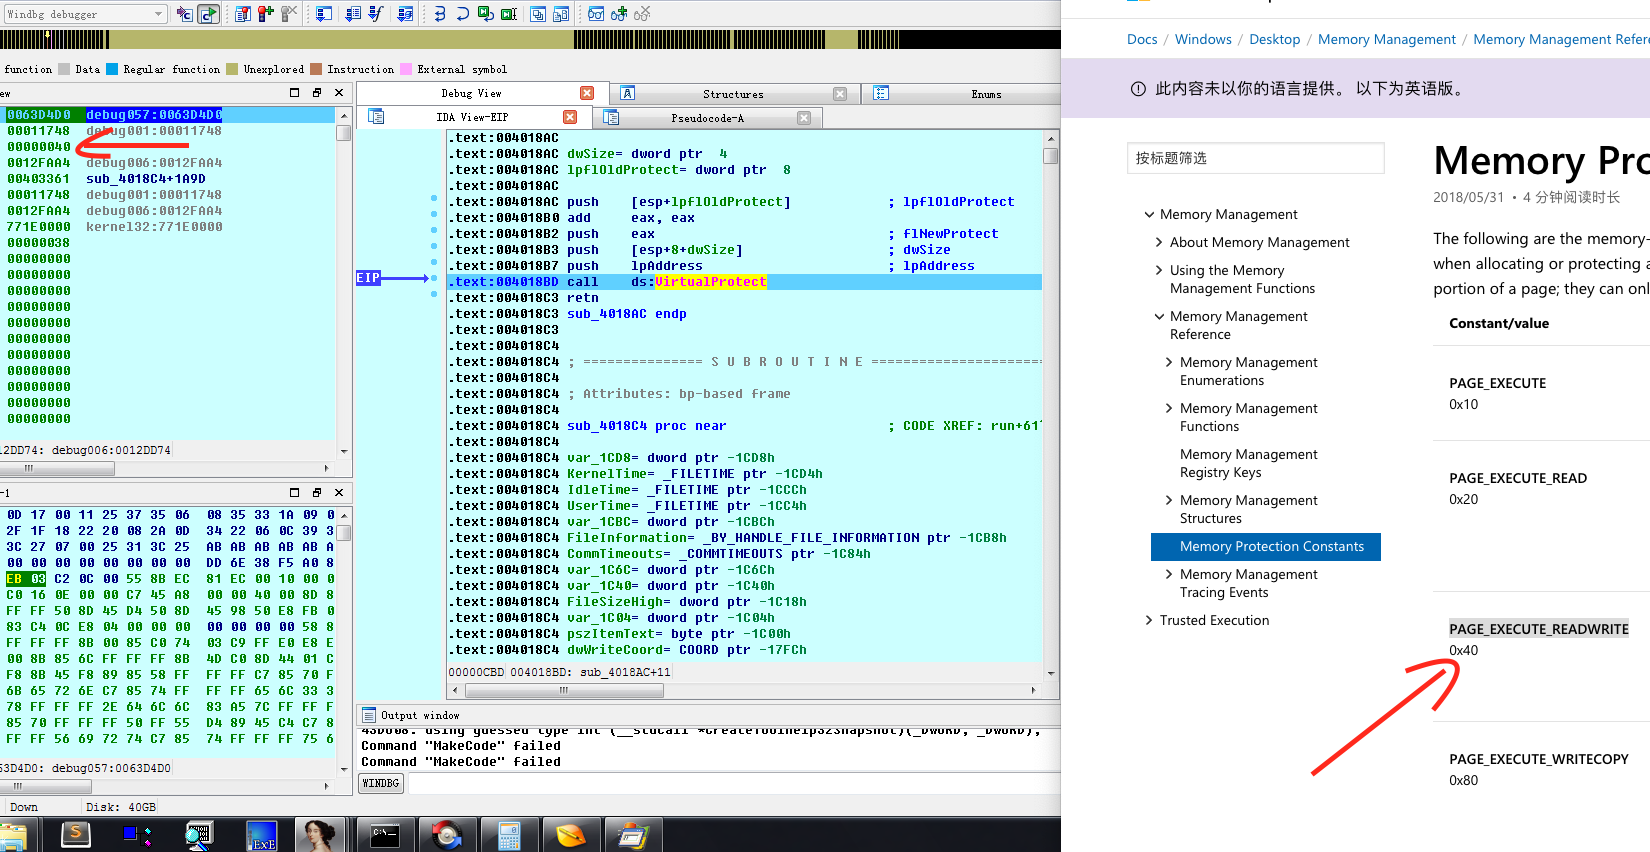 Windbg debugger
function Data Regular function Unexplored Instruction External symbol
ew
0063D4D0 debug057:0063D4D0
00011748 debug001:00011748
00000040
0012FAA4 debug006:0012FAA4
00403361 sub_4018C4+1A9D
00011748 debug001:00011748
0012FAA4 debug006:0012FAA4
771E0000 kernel32:771E0000
00000038
00000000
00000000
00000000
00000000
00000000
00000000
00000000
00000000
00000000
00000000
00000000
12DD74: debug006:0012DD74
-1
0D 17 00 11 25 37 35 06 08 35 33 1A 09 0
2F 1F 18 22 20 08 2A 0D 34 22 06 0C 39 3
3C 27 07 00 25 31 3C 25 AB AB AB AB AB A
00 00 00 00 00 00 00 00 DD 6E 38 F5 A0 8
EB 03 C2 0C 00 55 8B EC 81 EC 00 10 00 0
C0 16 0E 00 00 C7 45 A8 00 00 40 00 8D 8
FF FF 50 8D 45 D4 50 8D 45 98 50 E8 FB 0
83 C4 0C E8 04 00 00 00 00 00 00 00 58 8
FF FF FF 8B 00 85 C0 74 03 C9 FF E0 E8 E
00 8B 85 6C FF FF FF 8B 4D C0 8D 44 01 C
F8 8B 45 F8 89 85 58 FF FF FF C7 85 70 F
6B 65 72 6E C7 85 74 FF FF FF 65 6C 33 3
78 FF FF FF 2E 64 6C 6C 83 A5 7C FF FF F
85 70 FF FF FF 50 FF 55 D4 89 45 C4 C7 8
FF FF 56 69 72 74 C7 85 74 FF FF FF 75 6
63D4D0: debug057:0063D4D0
Down Disk: 40GB
Debug View Structures Enums
IDA View-EIP Pseudocode-A
EIP
.text:004018AC
.text:004018AC dwSize= dword ptr 4
.text:004018AC lpflOldProtect= dword ptr 8
.text:004018AC
.text:004018AC push [esp+lpflOldProtect] ; lpflOldProtect
.text:004018B0 add eax, eax
.text:004018B2 push eax ; flNewProtect
.text:004018B3 push [esp+8+dwSize] ; dwSize
.text:004018B7 push lpAddress ; lpAddress
.text:004018BD call ds:VirtualProtect
.text:004018C3 retn
.text:004018C3 sub_4018AC endp
.text:004018C3
.text:004018C4
.text:004018C4 ; =============== S U B R O U T I N E =======================
.text:004018C4
.text:004018C4 ; Attributes: bp-based frame
.text:004018C4
.text:004018C4 sub_4018C4 proc near ; CODE XREF: run+61
.text:004018C4
.text:004018C4 var_1CD8= dword ptr -1CD8h
.text:004018C4 KernelTime= _FILETIME ptr -1CD4h
.text:004018C4 IdleTime= _FILETIME ptr -1CCCh
.text:004018C4 UserTime= _FILETIME ptr -1CC4h
.text:004018C4 var_1CBC= dword ptr -1CBCh
.text:004018C4 FileInformation= _BY_HANDLE_FILE_INFORMATION ptr -1CB8h
.text:004018C4 CommTimeouts= _COMMTIMEOUTS ptr -1C84h
.text:004018C4 var_1C6C= dword ptr -1C6Ch
.text:004018C4 var_1C40= dword ptr -1C40h
.text:004018C4 FileSizeHigh= dword ptr -1C18h
.text:004018C4 var_1C04= dword ptr -1C04h
.text:004018C4 pszItemText= byte ptr -1C00h
.text:004018C4 dwWriteCoord= COORD ptr -17FCh
00000CBD 004018BD: sub_4018AC+11
Output window
43D008: using guessed type int (__stdcall *CreateToolhelp32Snapshot)(_DWORD, _DWORD);
Command "MakeCode" failed
Command "MakeCode" failed
WINDBG
Docs / Windows / Desktop / Memory Management / Memory Management Refere
此内容未以你的语言提供。 以下为英语版。
按标题筛选
Memory Management
About Memory Management
Using the Memory
Management Functions
Memory Management
Reference
Memory Management
Enumerations
Memory Management
Functions
Memory Management
Registry Keys
Memory Management
Structures
Memory Protection Constants
Memory Management
Tracing Events
Trusted Execution
Memory Pro
2018/05/31 • 4 分钟阅读时长
The following are the memory-
when allocating or protecting a
portion of a page; they can onl
Constant/value
PAGE_EXECUTE
0x10
PAGE_EXECUTE_READ
0x20
PAGE_EXECUTE_READWRITE
0x40
PAGE_EXECUTE_WRITECOPY
0x80